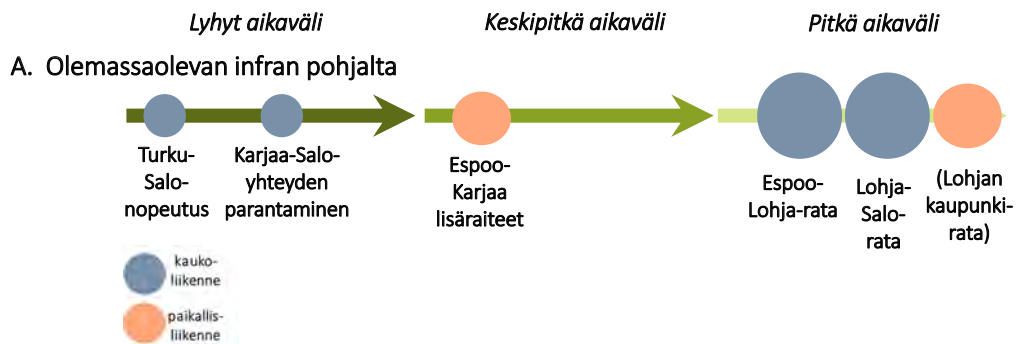 Lyhyt aikaväli
Keskipitkä aikaväli
Pitkä aikaväli
A. Olemassaolevan infran pohjalta
Turku-
Salo-
nopeutus
Karjaa-Salo-
yhteyden
parantaminen
Espoo-
Karjaa
lisäraiteet
Espoo-
Lohja-rata
Lohja-
Salo-
rata
(Lohjan
kaupunki-
rata)
kauko-
liikenne
paikallis-
liikenne